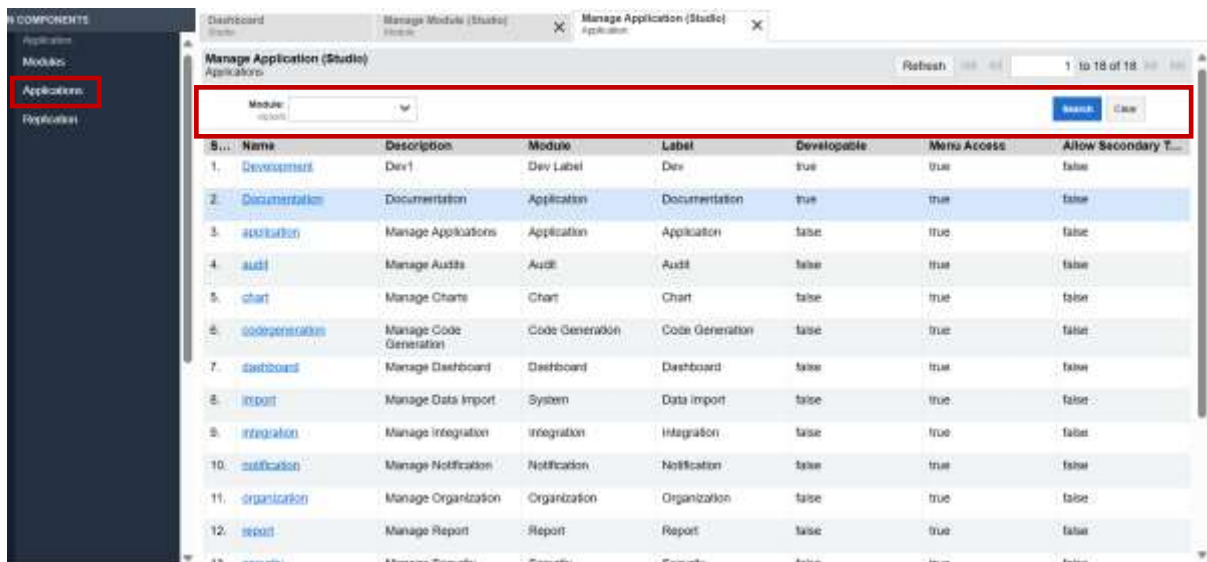 N COMPONENTS
Application
Modules
Applications
Replication
Dashboard
Studio
Manage Module (Studio)
Module
Manage Application (Studio)
Application
Manage Application (Studio)
Applications
Refresh 1 to 18 of 18
Module:
Search Clear
S... Name Description Module Label Developable Menu Access Allow Secondary T...
1. Development Dev1 Dev Label Dev true true false
2. Documentation Documentation Application Documentation true true false
3. application Manage Applications Application Application false true false
4. audit Manage Audits Audit Audit false true false
5. chart Manage Charts Chart Chart false true false
6. codegeneration Manage Code Generation Code Generation Code Generation false true false
7. dashboard Manage Dashboard Dashboard Dashboard false true false
8. import Manage Data Import System Data Import false true false
9. integration Manage Integration Integration Integration false true false
10. notification Manage Notification Notification Notification false true false
11. organization Manage Organization Organization Organization false true false
12. report Manage Report Report Report false true false